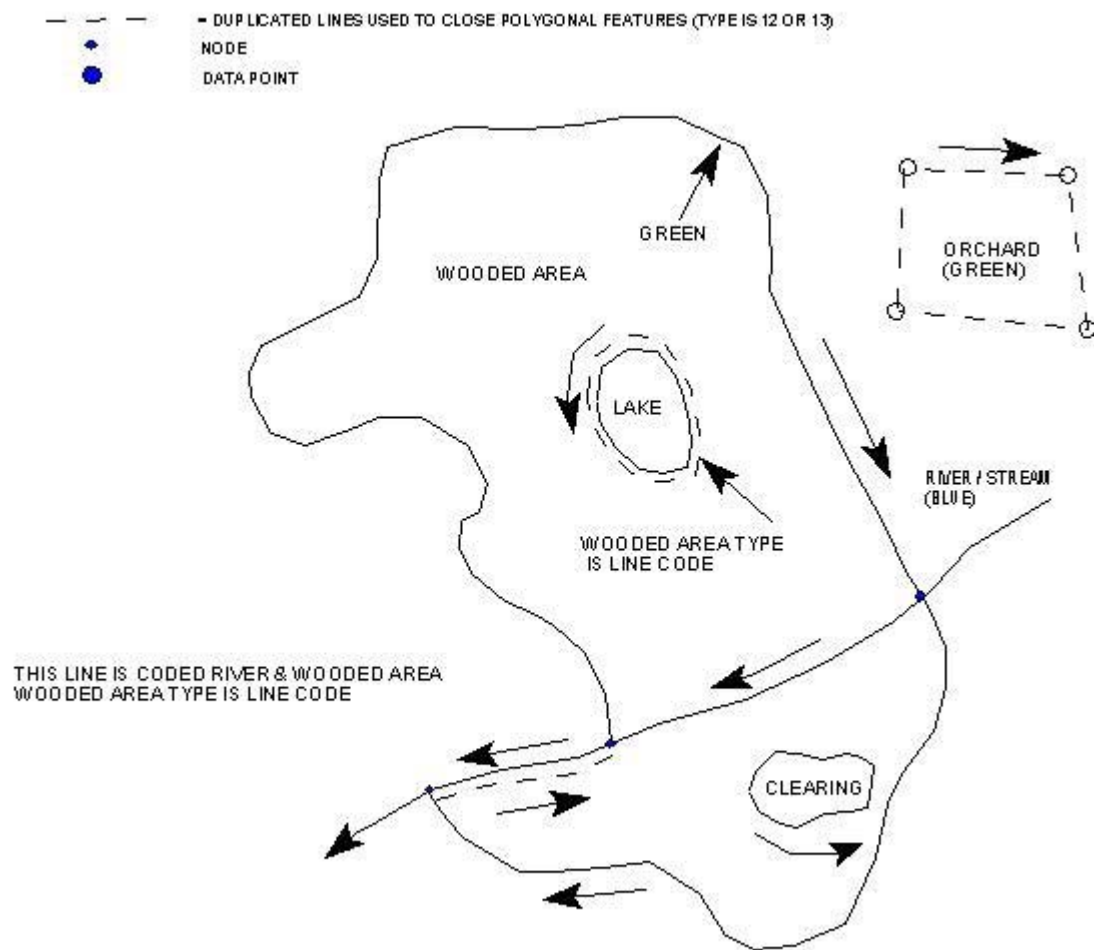 = DUPLICATED LINES USED TO CLOSE POLYGONAL FEATURES (TYPE IS 12 OR 13)
NODE
DATA POINT
GREEN
WOODED AREA
ORCHARD
(GREEN)
LAKE
RIVER / STREAM
(BLUE)
WOODED AREA TYPE
IS LINE CODE
THIS LINE IS CODED RIVER & WOODED AREA
WOODED AREA TYPE IS LINE CODE
CLEARING